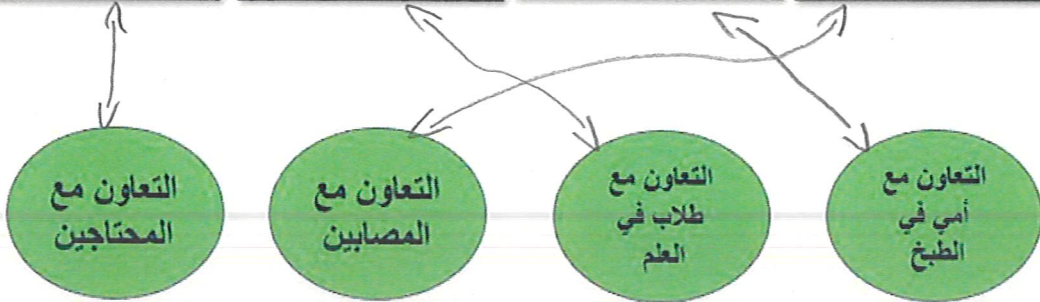 التعاون مع
أمي في
الطبخ
التعاون مع
طلاب في
العلم
التعاون مع
المصابين
التعاون مع
المحتاجين